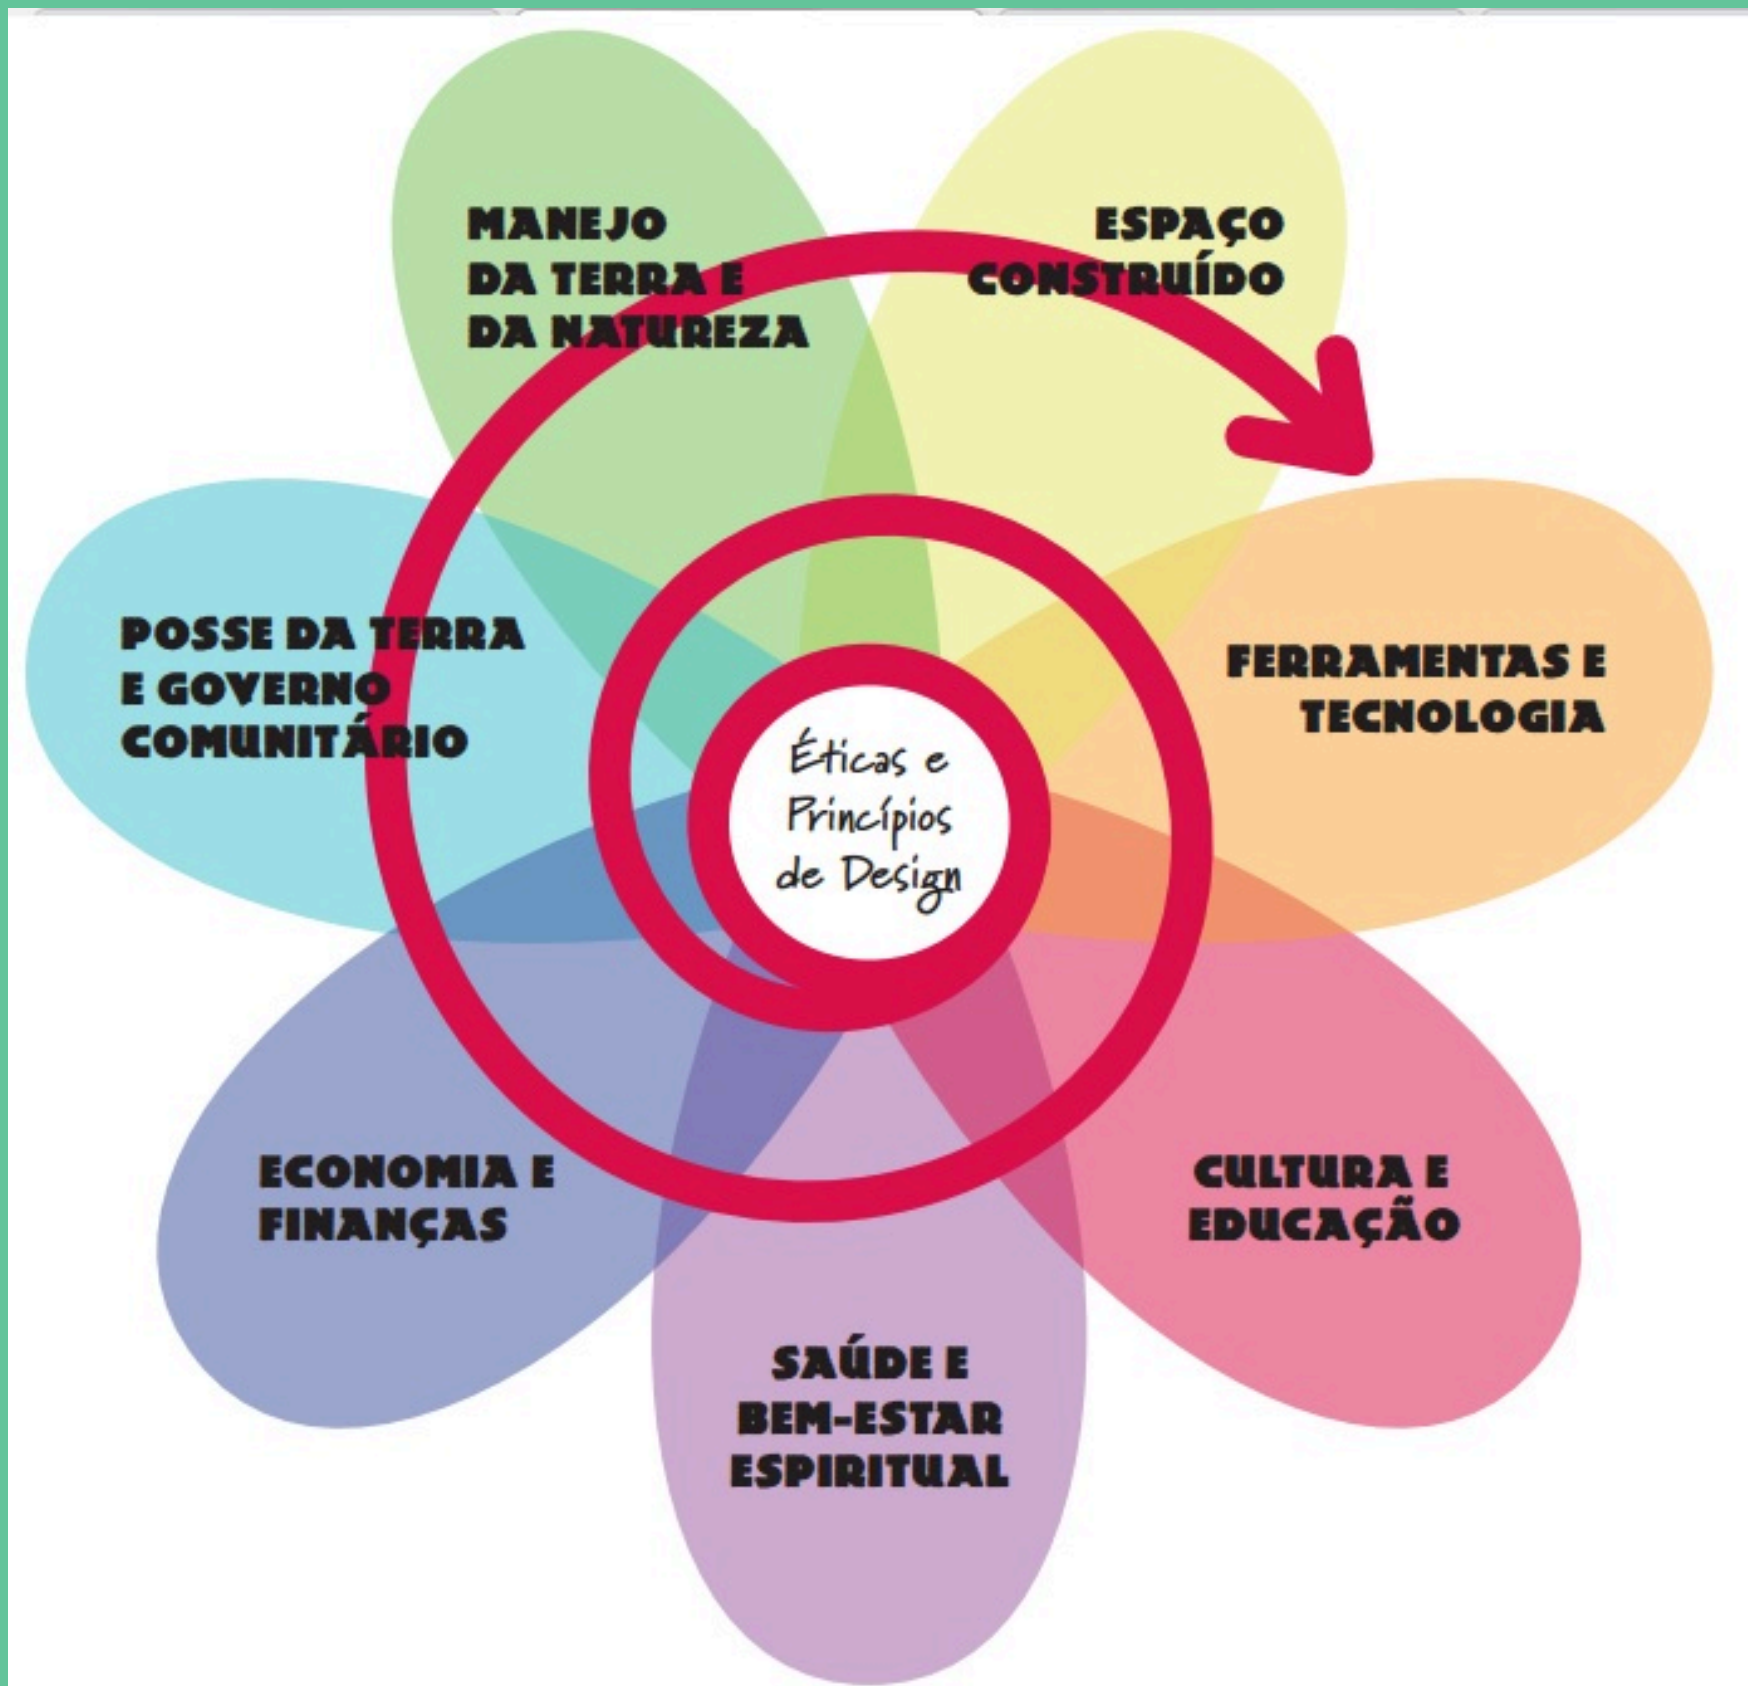 MANEJO
DA TERRA E
DA NATUREZA
ESPAÇO
CONSTRUÍDO
POSSE DA TERRA
E GOVERNO
COMUNITÁRIO
FERRAMENTAS E
TECNOLOGIA
Éticas e
Princípios
de Design
ECONOMIA E
FINANÇAS
CULTURA E
EDUCAÇÃO
SAÚDE E
BEM-ESTAR
ESPIRITUAL